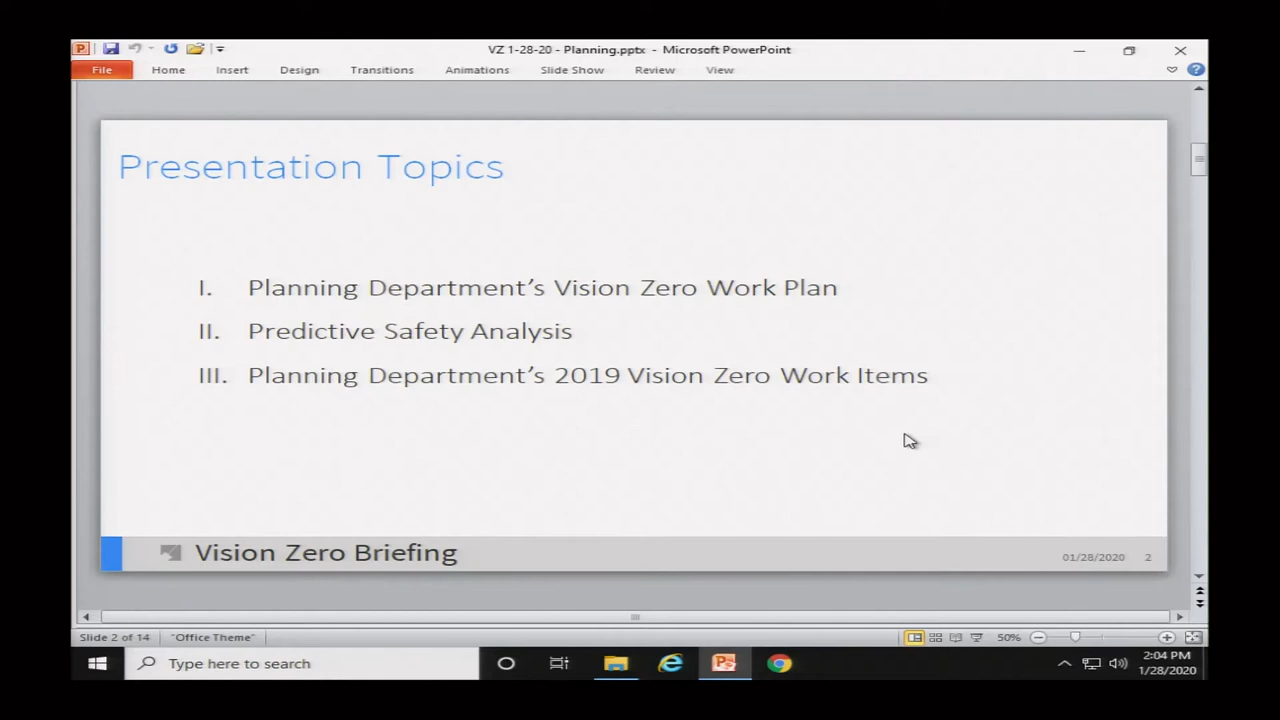 VZ 1-28-20 - Planning.pptx - Microsoft PowerPoint
File Home Insert Design Transitions Animations Slide Show Review View
Presentation Topics
I. Planning Department’s Vision Zero Work Plan
II. Predictive Safety Analysis
III. Planning Department’s 2019 Vision Zero Work Items
Vision Zero Briefing 01/28/2020 2
Slide 2 of 14 "Office Theme" 50%
Type here to search 2:04 PM
1/28/2020